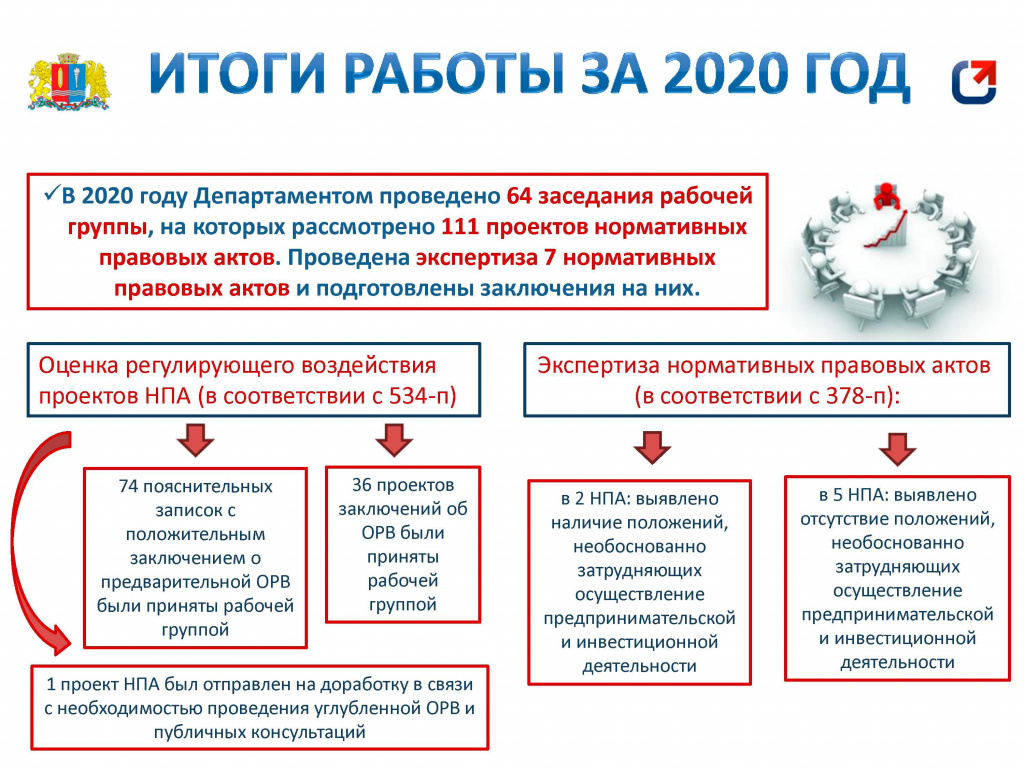 ИТОГИ РАБОТЫ ЗА 2020 ГОД
✓В 2020 году Департаментом проведено 64 заседания рабочей
группы, на которых рассмотрено 111 проектов нормативных
правовых актов. Проведена экспертиза 7 нормативных
правовых актов и подготовлены заключения на них.
Оценка регулирующего воздействия
проектов НПА (в соответствии с 534-п)
Экспертиза нормативных правовых актов
(в соответствии с 378-п):
74 пояснительных
записок с
положительным
заключением о
предварительной ОРВ
были приняты рабочей
группой
36 проектов
заключений об
ОРВ были
приняты
рабочей
группой
в 2 НПА: выявлено
наличие положений,
необоснованно
затрудняющих
осуществление
предпринимательской
и инвестиционной
деятельности
в 5 НПА: выявлено
отсутствие положений,
необоснованно
затрудняющих
осуществление
предпринимательской
и инвестиционной
деятельности
1 проект НПА был отправлен на доработку в связи
с необходимостью проведения углубленной ОРВ и
публичных консультаций